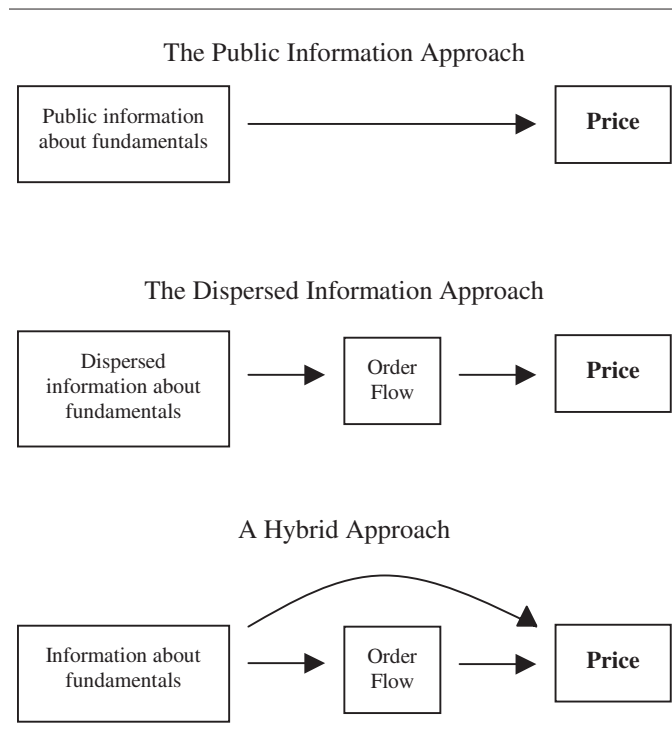 The Public Information Approach
Public information
about fundamentals
Price
The Dispersed Information Approach
Dispersed
information about
fundamentals
Order
Flow
Price
A Hybrid Approach
Information about
fundamentals
Order
Flow
Price